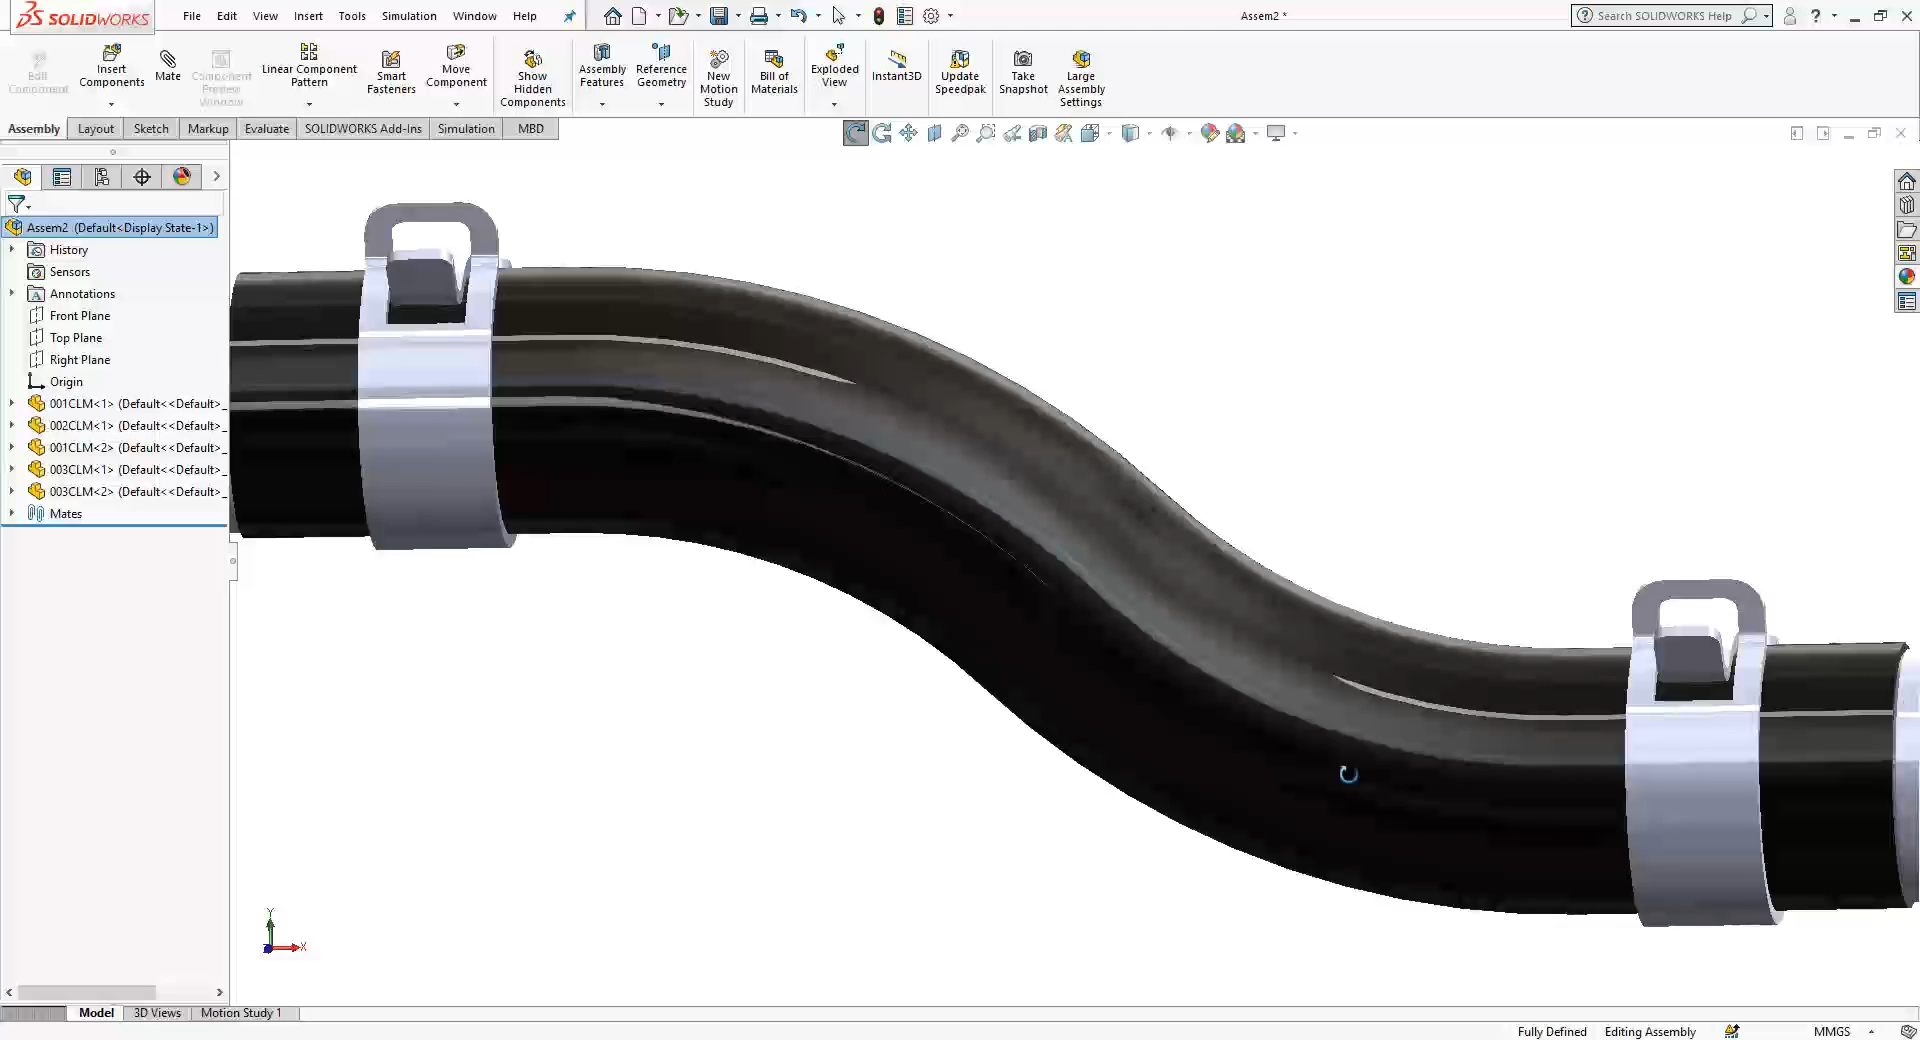 SOLIDWORKS File Edit View Insert Tools Simulation Window Help Assem2 * Search SOLIDWORKS Help
Edit Component
Insert Components
Mate
Component Preview Window
Linear Component Pattern
Smart Fasteners
Move Component
Show Hidden Components
Assembly Features
Reference Geometry
New Motion Study
Bill of Materials
Exploded View
Instant3D
Update Speedpak
Take Snapshot
Large Assembly Settings
Assembly Layout Sketch Markup Evaluate SOLIDWORKS Add-Ins Simulation MBD
Assem2 (Default<Display State-1>)
History
Sensors
Annotations
Front Plane
Top Plane
Right Plane
Origin
001CLM<1> (Default<<Default>_
002CLM<1> (Default<<Default>_
001CLM<2> (Default<<Default>_
003CLM<1> (Default<<Default>_
003CLM<2> (Default<<Default>_
Mates
Y
X
Model 3D Views Motion Study 1
Fully Defined Editing Assembly MMGS